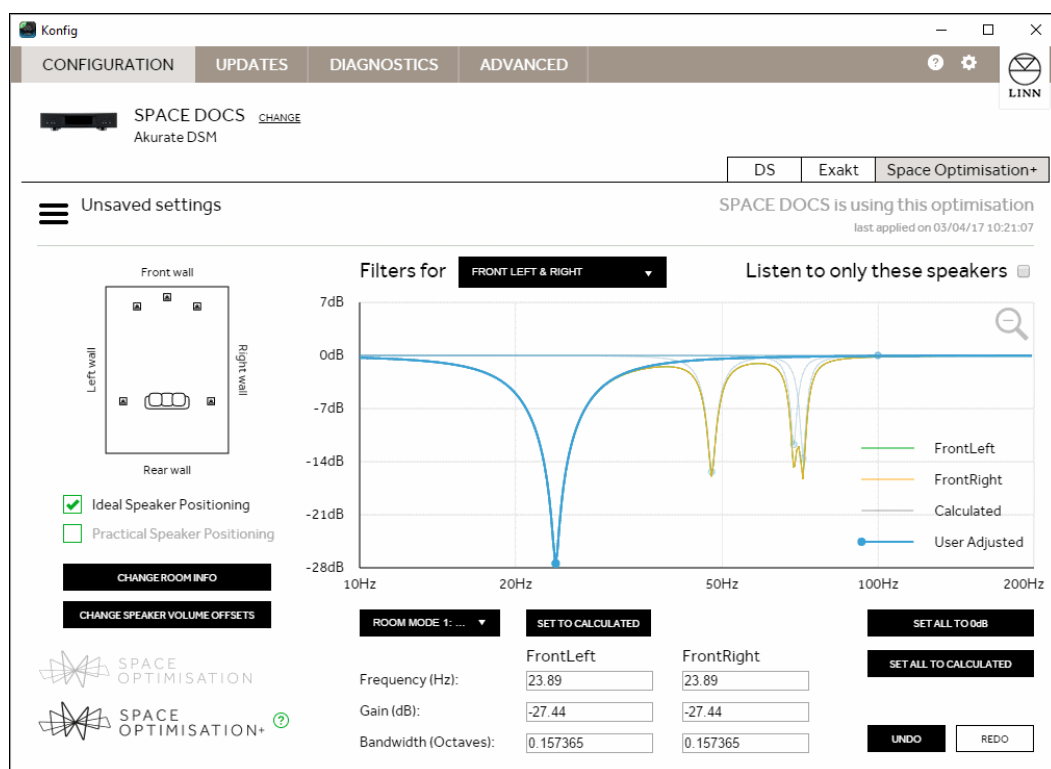 Konfig
CONFIGURATION UPDATES DIAGNOSTICS ADVANCED ?
LINN
SPACE DOCS CHANGE
Akurate DSM
DS Exakt Space Optimisation+
Unsaved settings
SPACE DOCS is using this optimisation
last applied on 03/04/17 10:21:07
Front wall
Left wall
Right wall
Rear wall
Ideal Speaker Positioning
Practical Speaker Positioning
CHANGE ROOM INFO
CHANGE SPEAKER VOLUME OFFSETS
SPACE
OPTIMISATION
SPACE
OPTIMISATION+ ?
Filters for FRONT LEFT & RIGHT Listen to only these speakers
7dB
0dB
-7dB
-14dB
-21dB
-28dB
FrontLeft
FrontRight
Calculated
User Adjusted
10Hz 20Hz 50Hz 100Hz 200Hz
ROOM MODE 1: ... SET TO CALCULATED SET ALL TO 0dB
FrontLeft FrontRight SET ALL TO CALCULATED
Frequency (Hz): 23.89 23.89
Gain (dB): -27.44 -27.44
Bandwidth (Octaves): 0.157365 0.157365
UNDO REDO